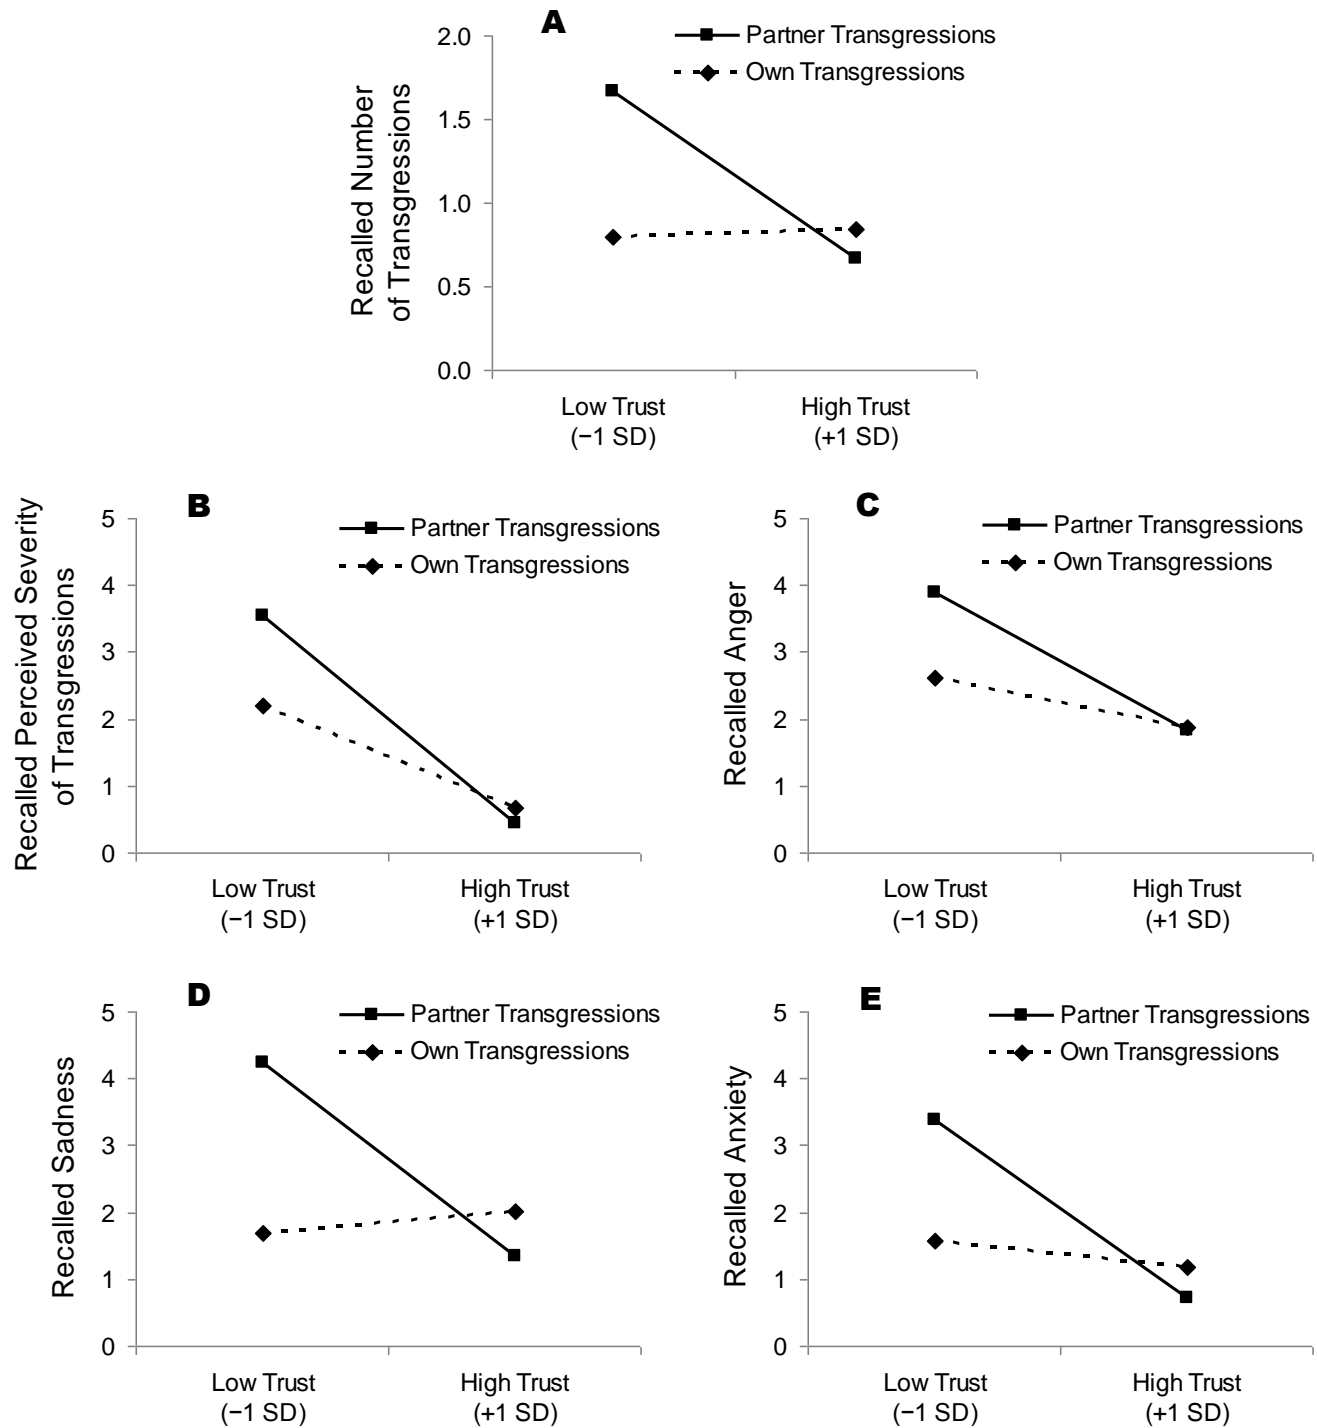 A
Partner Transgressions
Own Transgressions
Recalled Number
of Transgressions
2.0
1.5
1.0
0.5
0.0
Low Trust
(−1 SD)
High Trust
(+1 SD)
B
Partner Transgressions
Own Transgressions
Recalled Perceived Severity
of Transgressions
5
4
3
2
1
0
Low Trust
(−1 SD)
High Trust
(+1 SD)
C
Partner Transgressions
Own Transgressions
Recalled Anger
5
4
3
2
1
0
Low Trust
(−1 SD)
High Trust
(+1 SD)
D
Partner Transgressions
Own Transgressions
Recalled Sadness
5
4
3
2
1
0
Low Trust
(−1 SD)
High Trust
(+1 SD)
E
Partner Transgressions
Own Transgressions
Recalled Anxiety
5
4
3
2
1
0
Low Trust
(−1 SD)
High Trust
(+1 SD)